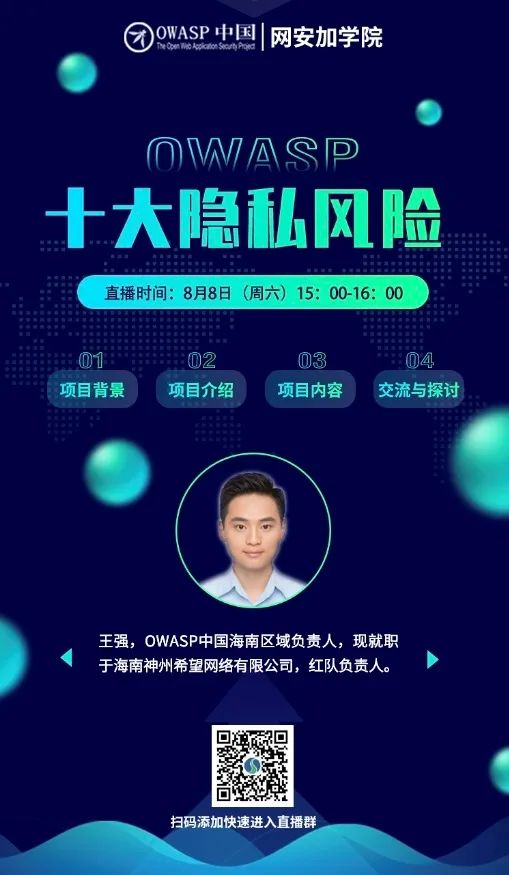 OWASP 中国 | 网安加学院
The Open Web Application Security Project
OWASP
十大隐私风险
直播时间：8月8日（周六）15：00-16：00
01 02 03 04
项目背景 项目介绍 项目内容 交流与探讨
王强，OWASP中国海南区域负责人，现就职
于海南神州希望网络有限公司，红队负责人。
扫码添加快速进入直播群